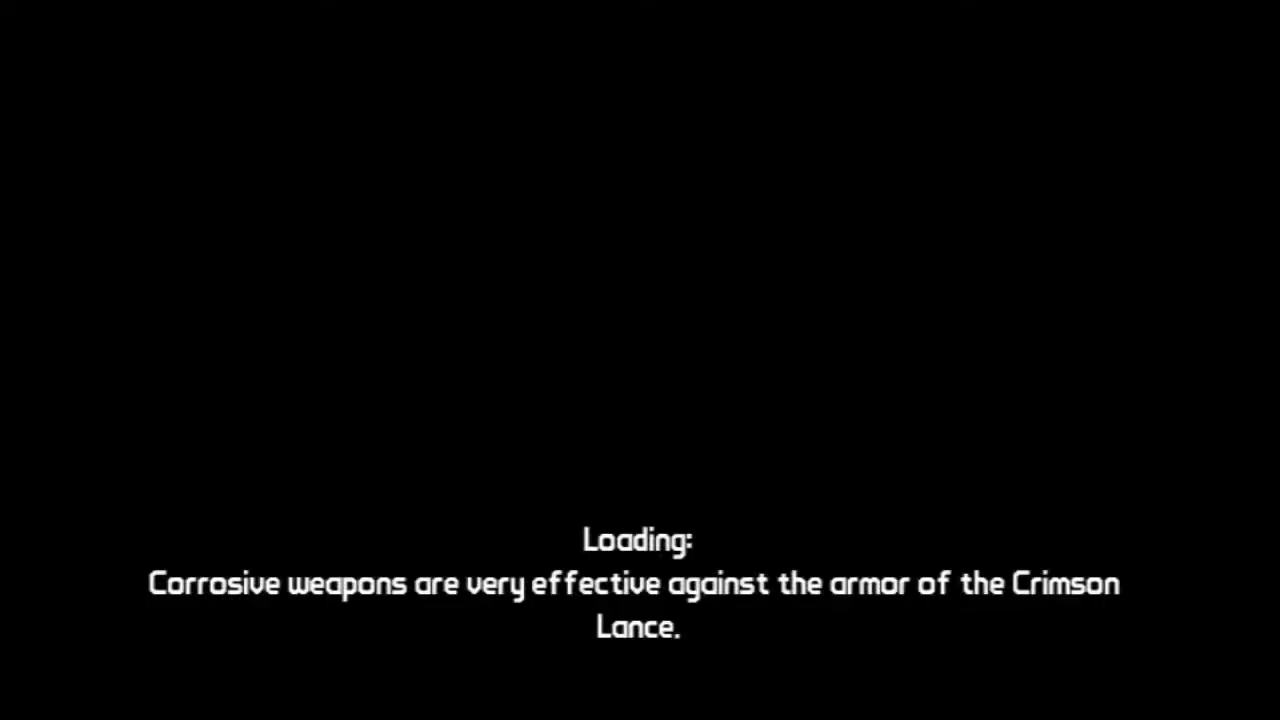 Loading:
Corrosive weapons are very effective against the armor of the Crimson
Lance.